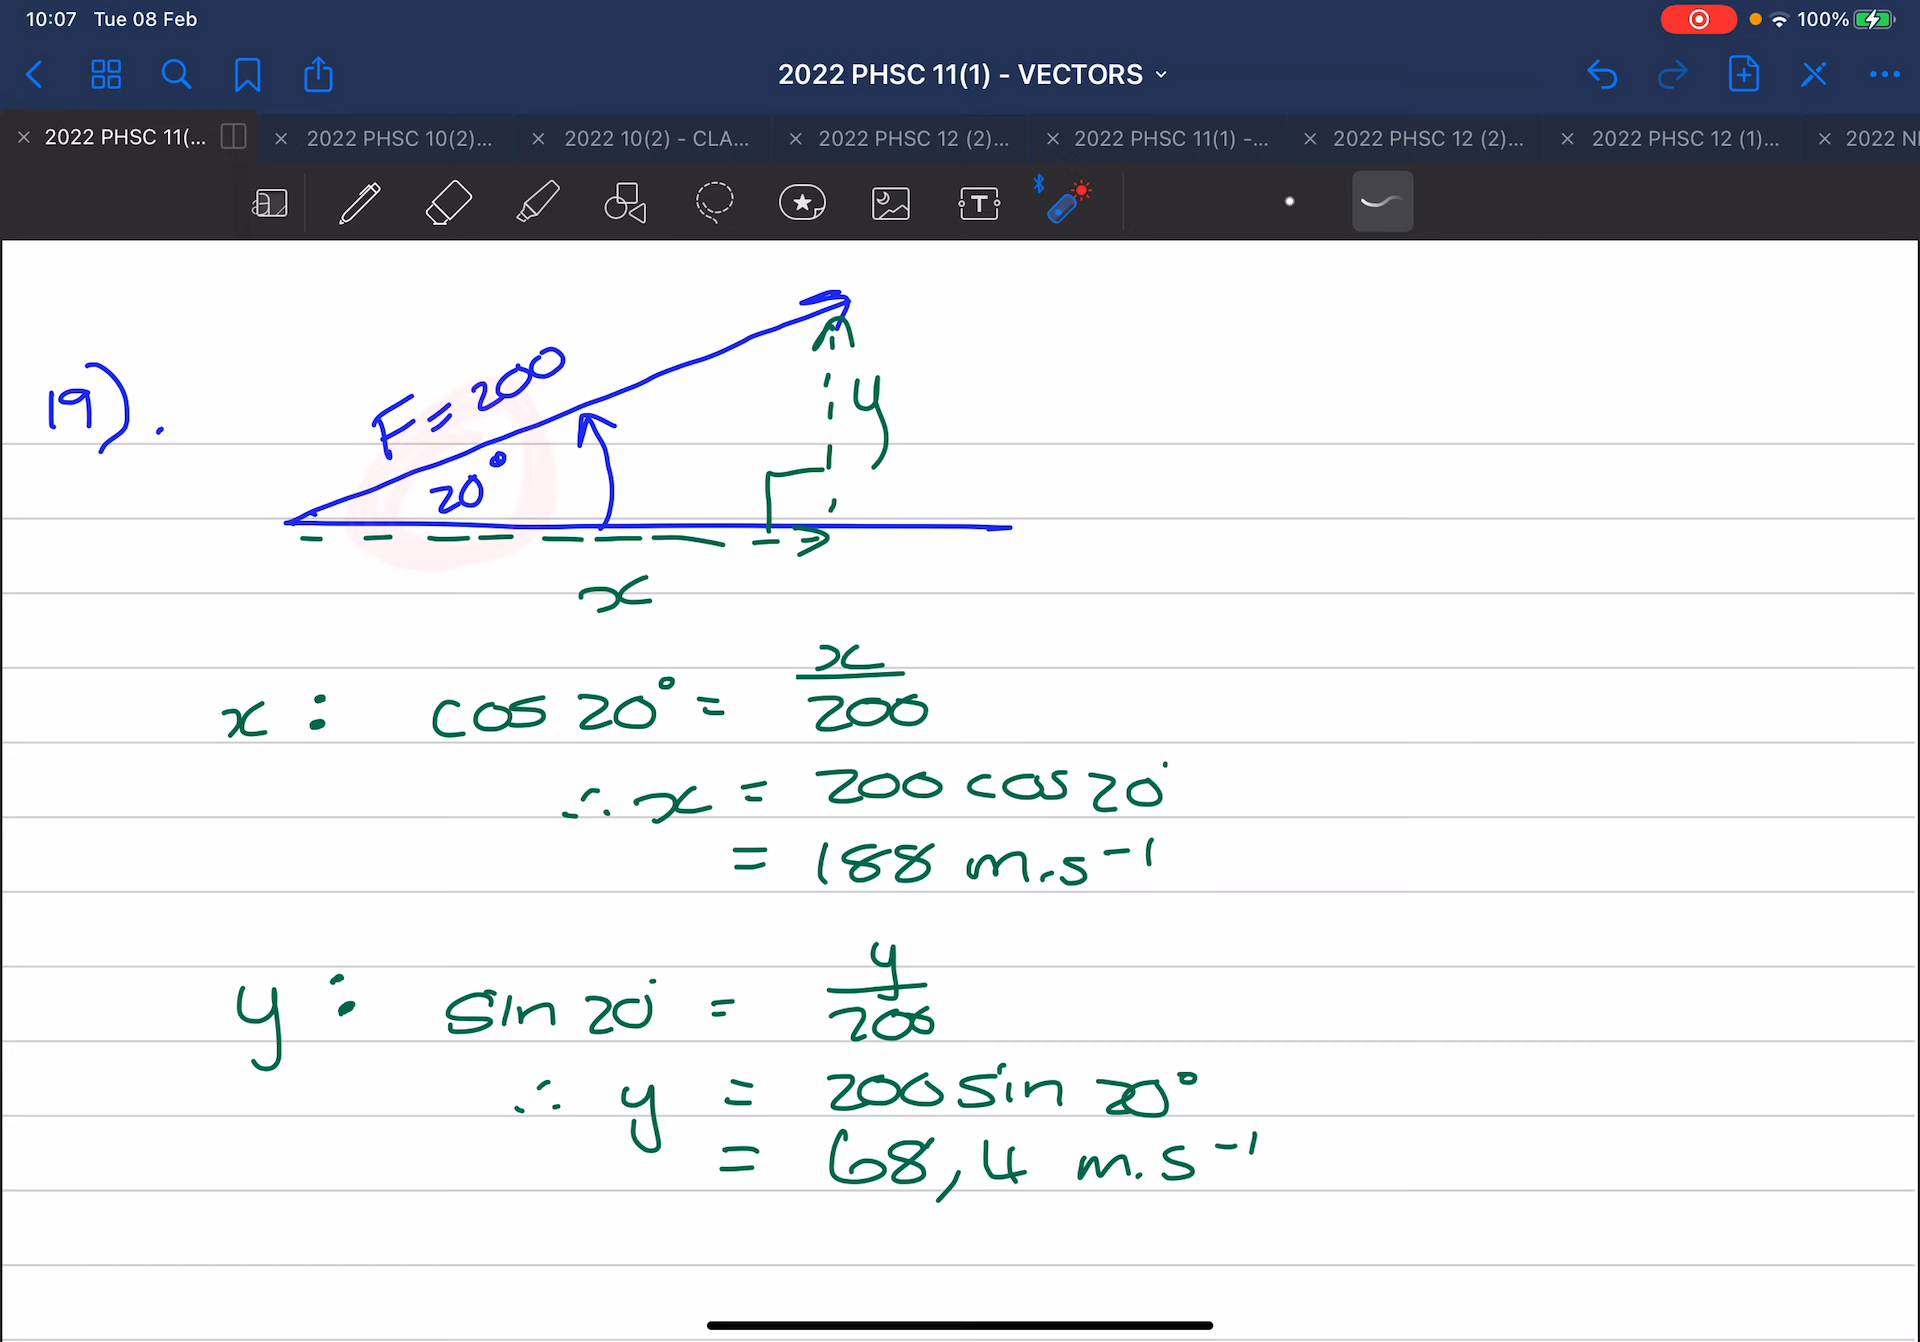 10:07 Tue 08 Feb 100%
2022 PHSC 11(1) - VECTORS
2022 PHSC 11(... 2022 PHSC 10(2)... 2022 10(2) - CLA... 2022 PHSC 12 (2)... 2022 PHSC 11(1) -... 2022 PHSC 12 (2)... 2022 PHSC 12 (1)... 2022 NI
T
19).
F = 200
20°
y
x
x : cos 20° = x/200
∴ x = 200 cos 20°
= 188 m.s⁻¹
y : sin 20° = y/200
∴ y = 200 sin 20°
= 68,4 m.s⁻¹